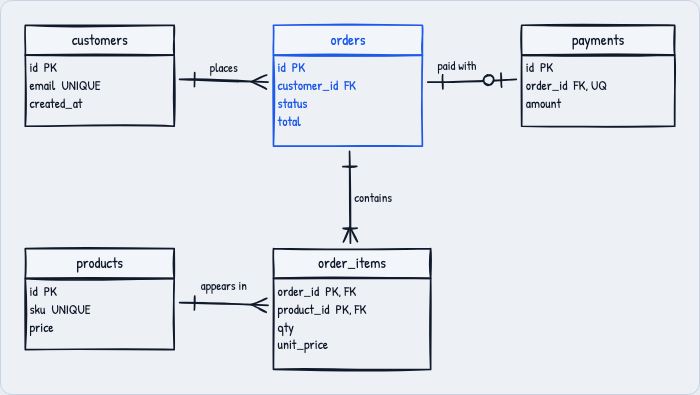 customers
id PK
email UNIQUE
created_at
places
orders
id PK
customer_id FK
status
total
paid with
payments
id PK
order_id FK, UQ
amount
contains
products
id PK
sku UNIQUE
price
appears in
order_items
order_id PK, FK
product_id PK, FK
qty
unit_price